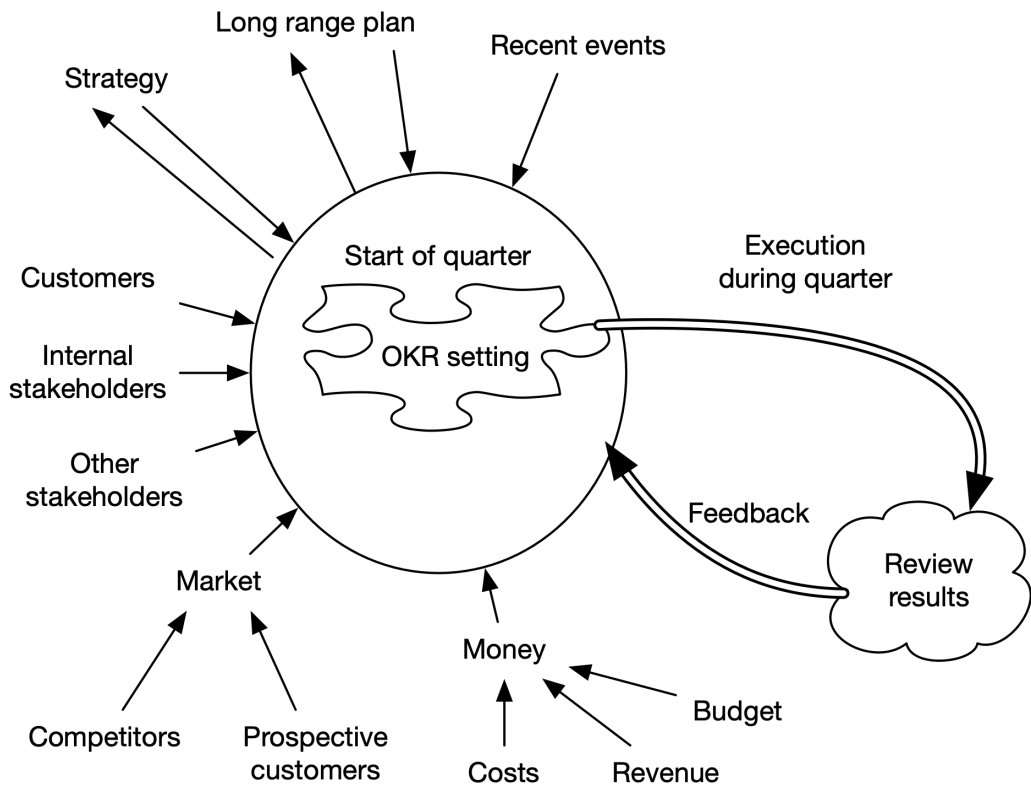 Long range plan
Recent events
Strategy
Start of quarter
Execution
during quarter
Customers
Internal
stakeholders
OKR setting
Other
stakeholders
Feedback
Review
results
Market
Money
Competitors
Prospective
customers
Budget
Costs
Revenue